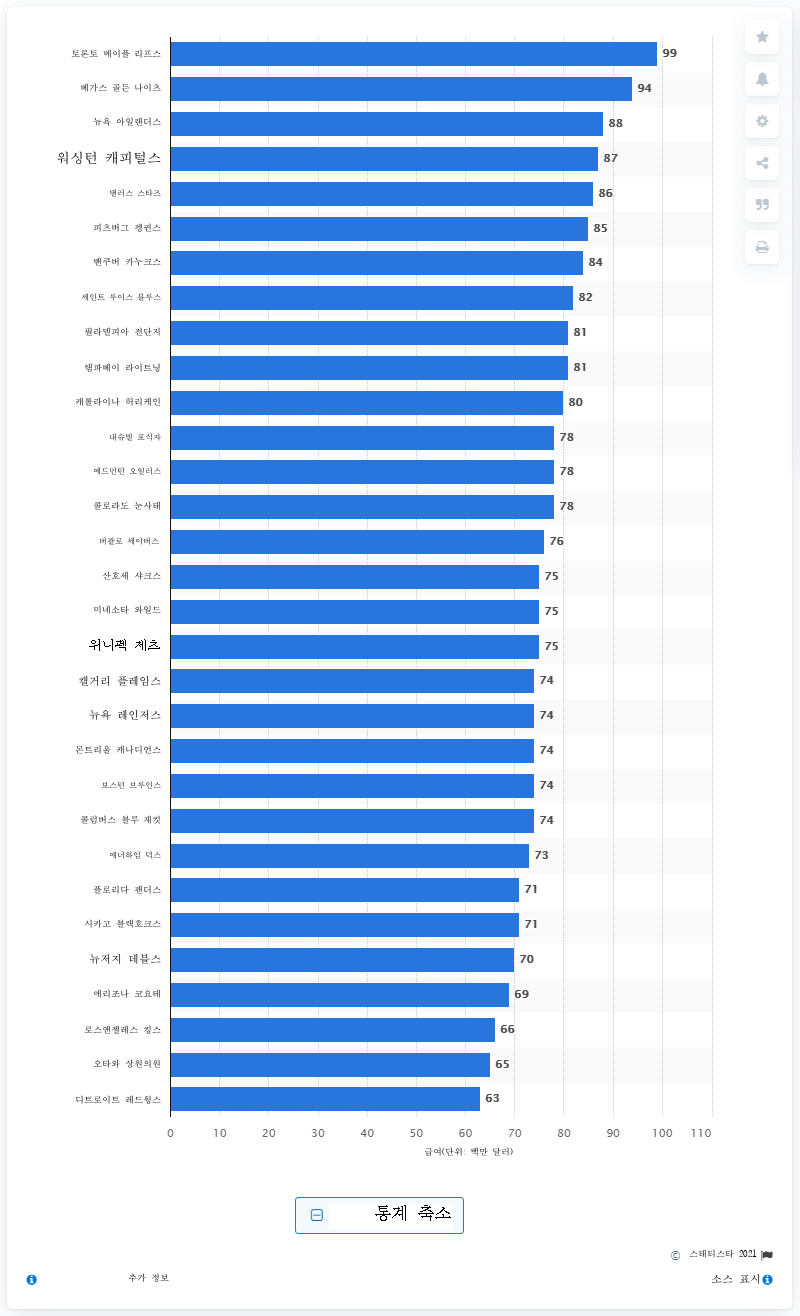 토론토 메이플 리프스 99
베가스 골든 나이츠 94
뉴욕 아일랜더스 88
워싱턴 캐피털스 87
댈러스 스타즈 86
피츠버그 펭귄스 85
밴쿠버 카누크스 84
세인트 루이스 블루스 82
필라델피아 전단지 81
탬파베이 라이트닝 81
캐롤라이나 허리케인 80
내슈빌 포식자 78
에드먼턴 오일러스 78
콜로라도 눈사태 78
버팔로 세이버스 76
산호세 샤크스 75
미네소타 와일드 75
위니펙 제츠 75
캘거리 플레임스 74
뉴욕 레인저스 74
몬트리올 캐나디언스 74
보스턴 브루인스 74
콜럼버스 블루 재킷 74
애너하임 덕스 73
플로리다 팬더스 71
시카고 블랙호크스 71
뉴저지 데블스 70
애리조나 코요테 69
로스앤젤레스 킹스 66
오타와 상원의원 65
디트로이트 레드윙스 63
0 10 20 30 40 50 60 70 80 90 100 110
급여(단위: 백만 달러)
통계 축소
© 스태티스타 2021
추가 정보
소스 표시